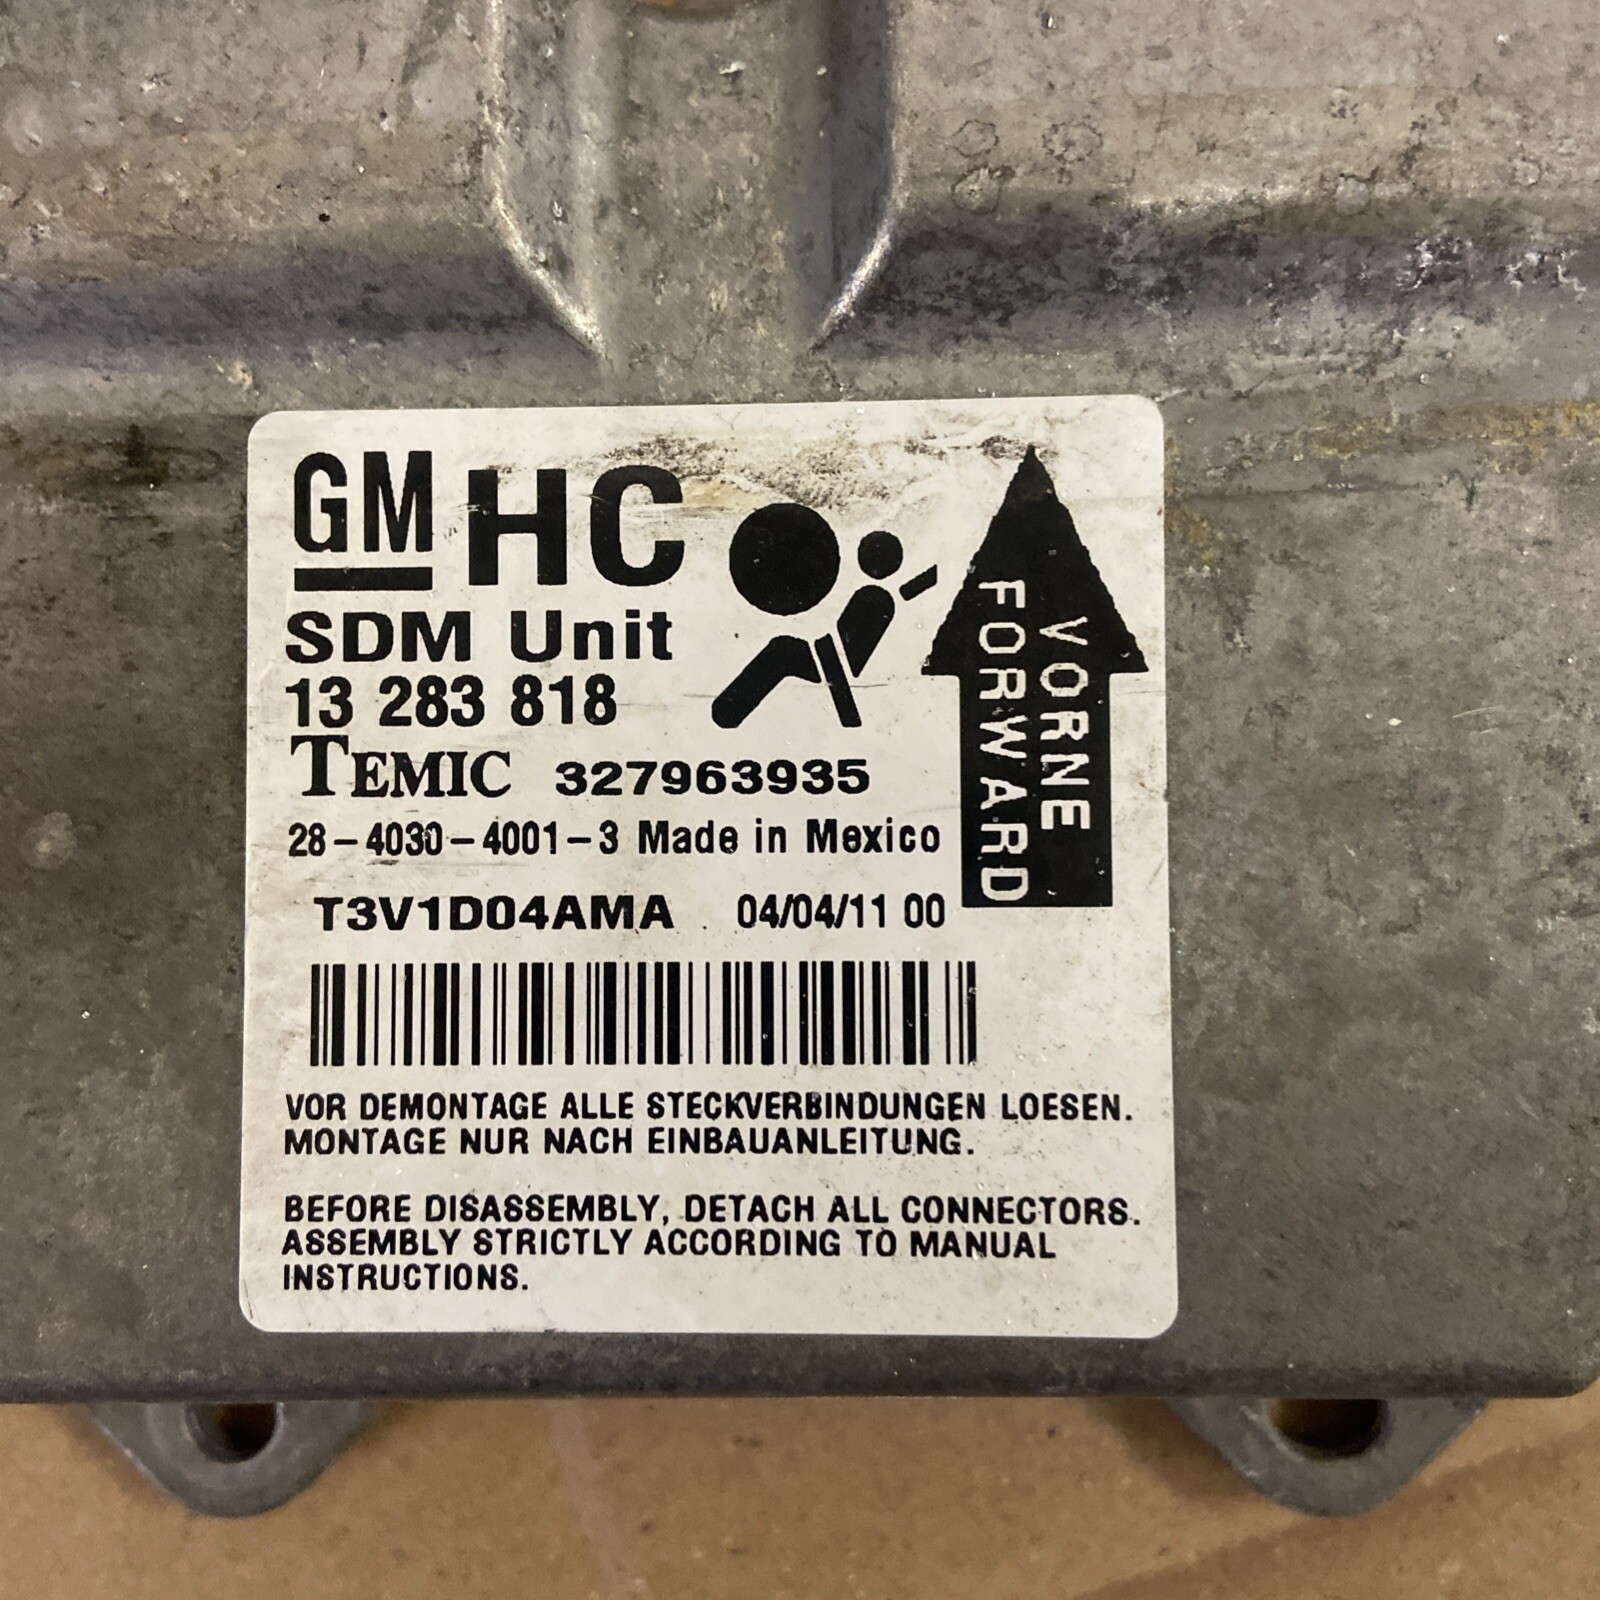 GM HC
SDM Unit
13 283 818
TEMIC 327963935
28-4030-4001-3 Made in Mexico
T3V1D04AMA 04/04/11 00
VORNE
FORWARD
VOR DEMONTAGE ALLE STECKVERBINDUNGEN LOESEN.
MONTAGE NUR NACH EINBAUANLEITUNG.
BEFORE DISASSEMBLY, DETACH ALL CONNECTORS.
ASSEMBLY STRICTLY ACCORDING TO MANUAL
INSTRUCTIONS.